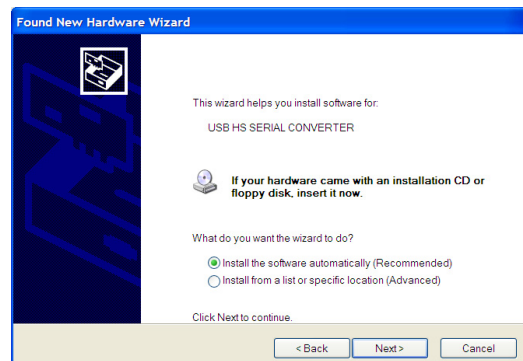 Found New Hardware Wizard
This wizard helps you install software for:
USB HS SERIAL CONVERTER
If your hardware came with an installation CD or
floppy disk, insert it now.
What do you want the wizard to do?
Install the software automatically (Recommended)
Install from a list or specific location (Advanced)
Click Next to continue.
< Back Next > Cancel